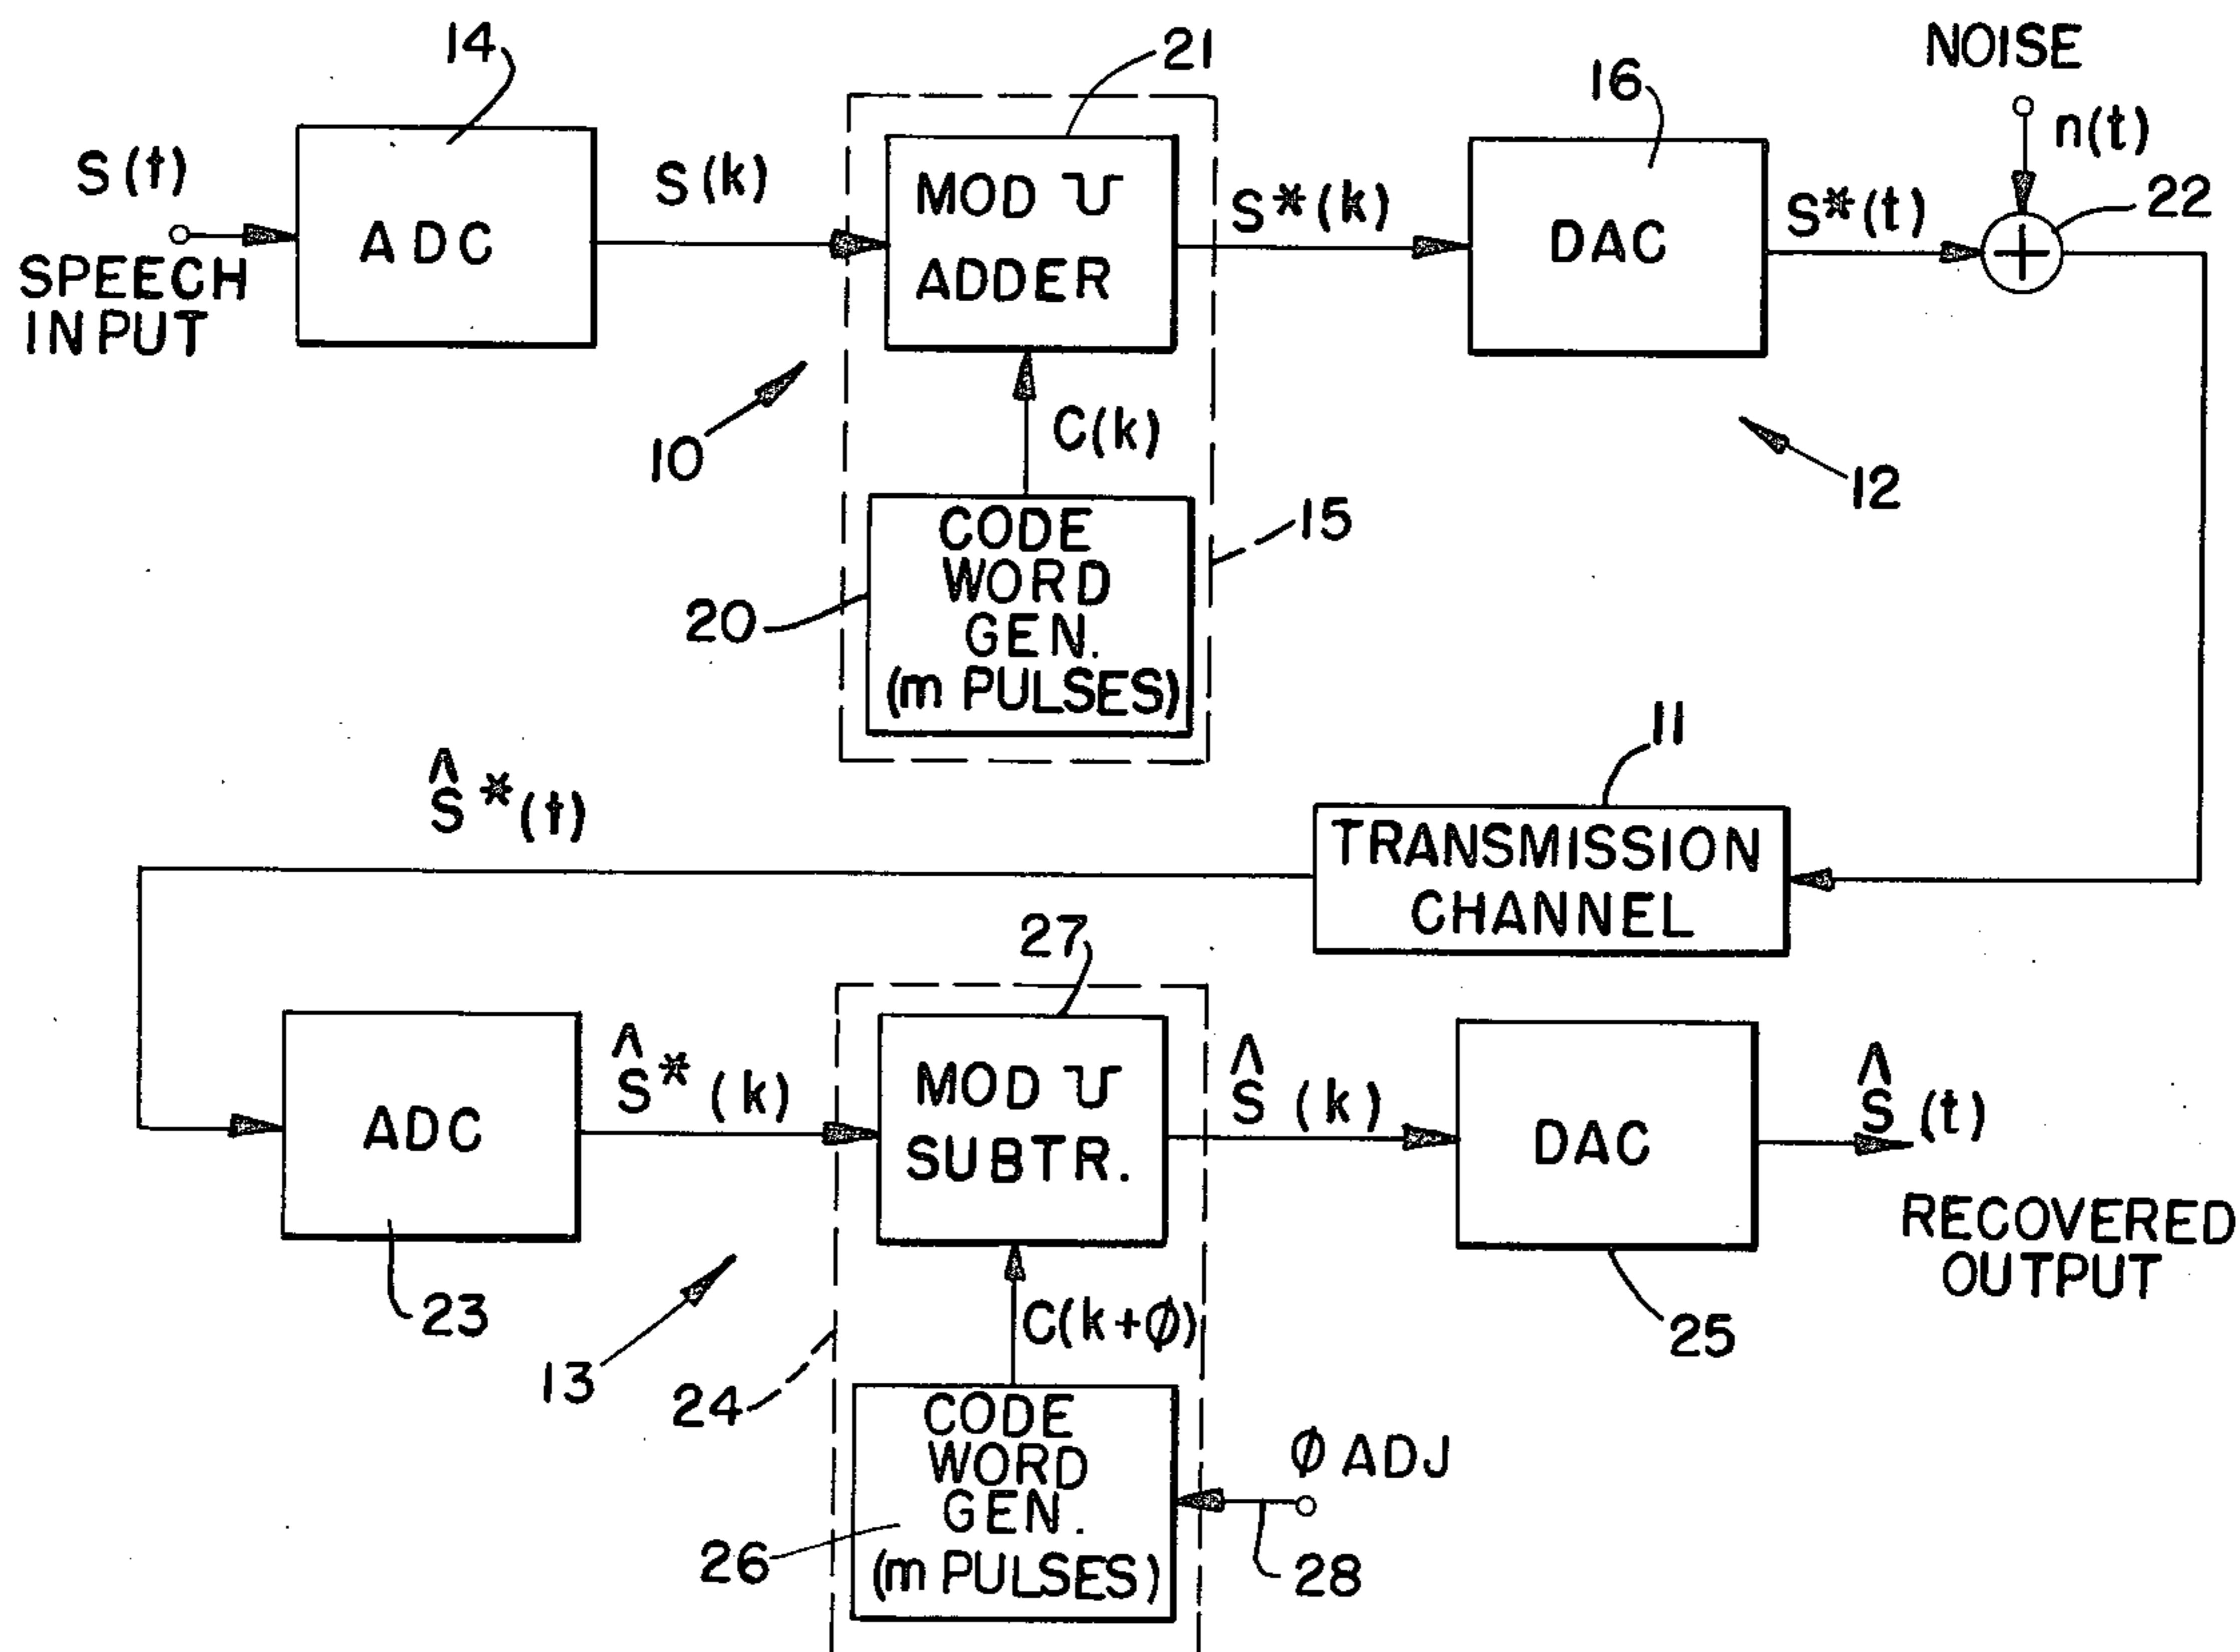 14
21
NOISE
16
n(t)
S(t)
S(k)
MOD ʊ
ADDER
S*(k)
S*(t)
22
ADC
DAC
+
SPEECH
INPUT
10
C(k)
12
CODE
WORD
GEN.
(m PULSES)
15
20
11
Ŝ*(t)
TRANSMISSION
CHANNEL
27
ADC
Ŝ*(k)
MOD ʊ
SUBTR.
Ŝ(k)
DAC
Ŝ(t)
RECOVERED
OUTPUT
23
C(k+ϕ)
25
13
24
CODE
WORD
GEN.
(m PULSES)
ϕ ADJ
26
28